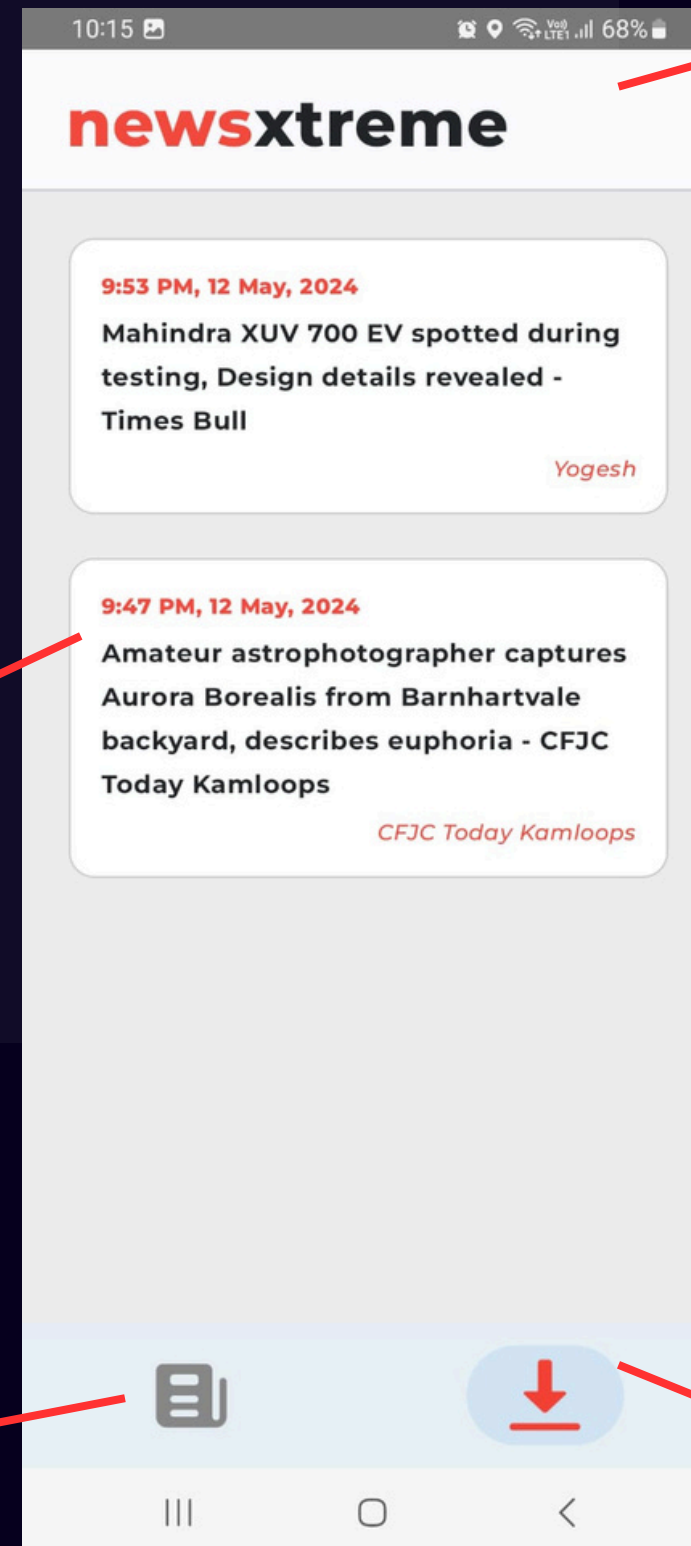 10:15 Vo) LTE1 68%
newsxtreme
9:53 PM, 12 May, 2024
Mahindra XUV 700 EV spotted during
testing, Design details revealed -
Times Bull
Yogesh
9:47 PM, 12 May, 2024
Amateur astrophotographer captures
Aurora Borealis from Barnhartvale
backyard, describes euphoria - CFJC
Today Kamloops
CFJC Today Kamloops